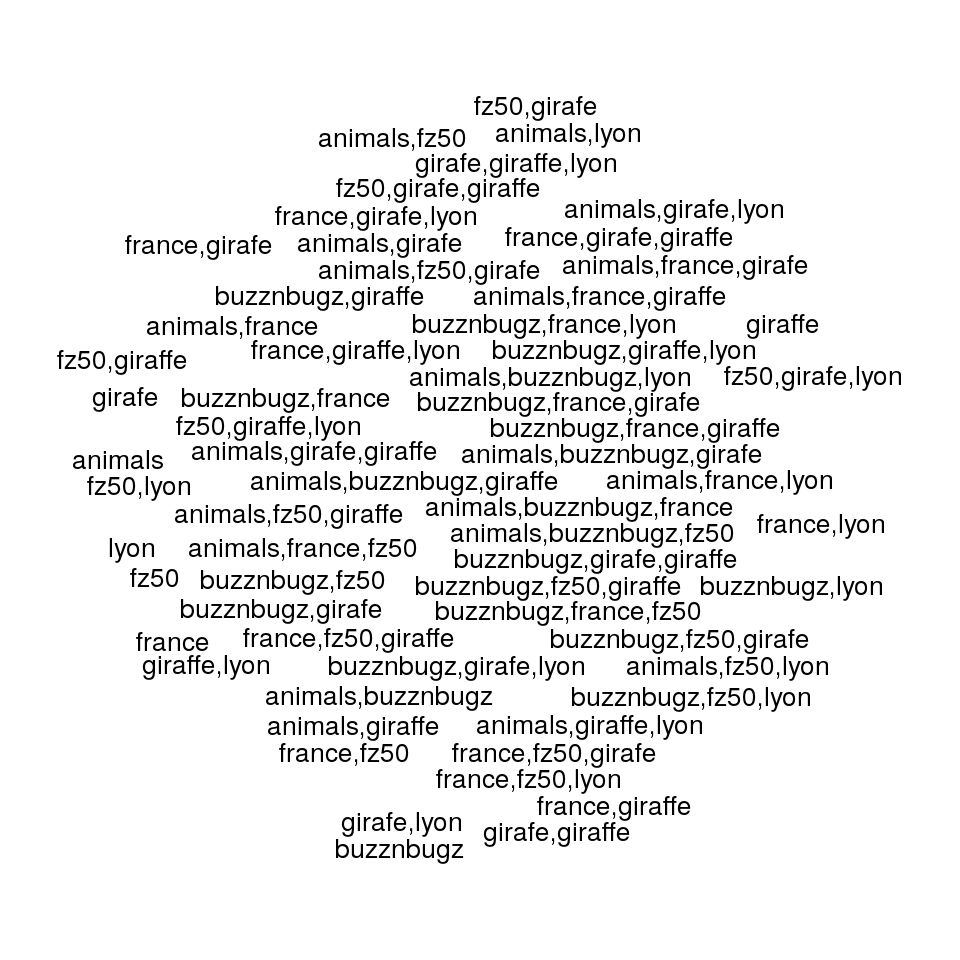 fz50,girafe
animals,fz50 animals,lyon
girafe,giraffe,lyon
fz50,girafe,giraffe
france,girafe,lyon animals,girafe,lyon
france,girafe animals,girafe france,girafe,giraffe
animals,fz50,girafe animals,france,girafe
buzznbugz,giraffe animals,france,giraffe
animals,france buzznbugz,france,lyon giraffe
fz50,giraffe france,giraffe,lyon buzznbugz,giraffe,lyon
animals,buzznbugz,lyon fz50,girafe,lyon
girafe buzznbugz,france buzznbugz,france,girafe
fz50,giraffe,lyon buzznbugz,france,giraffe
animals animals,girafe,giraffe animals,buzznbugz,girafe
fz50,lyon animals,buzznbugz,giraffe animals,france,lyon
animals,fz50,giraffe animals,buzznbugz,france
animals,buzznbugz,fz50 france,lyon
lyon animals,france,fz50 buzznbugz,girafe,giraffe
fz50 buzznbugz,fz50 buzznbugz,fz50,giraffe buzznbugz,lyon
buzznbugz,girafe buzznbugz,france,fz50
france france,fz50,giraffe buzznbugz,fz50,girafe
giraffe,lyon buzznbugz,girafe,lyon animals,fz50,lyon
animals,buzznbugz buzznbugz,fz50,lyon
animals,giraffe animals,giraffe,lyon
france,fz50 france,fz50,girafe
france,fz50,lyon
france,giraffe
girafe,lyon girafe,giraffe
buzznbugz